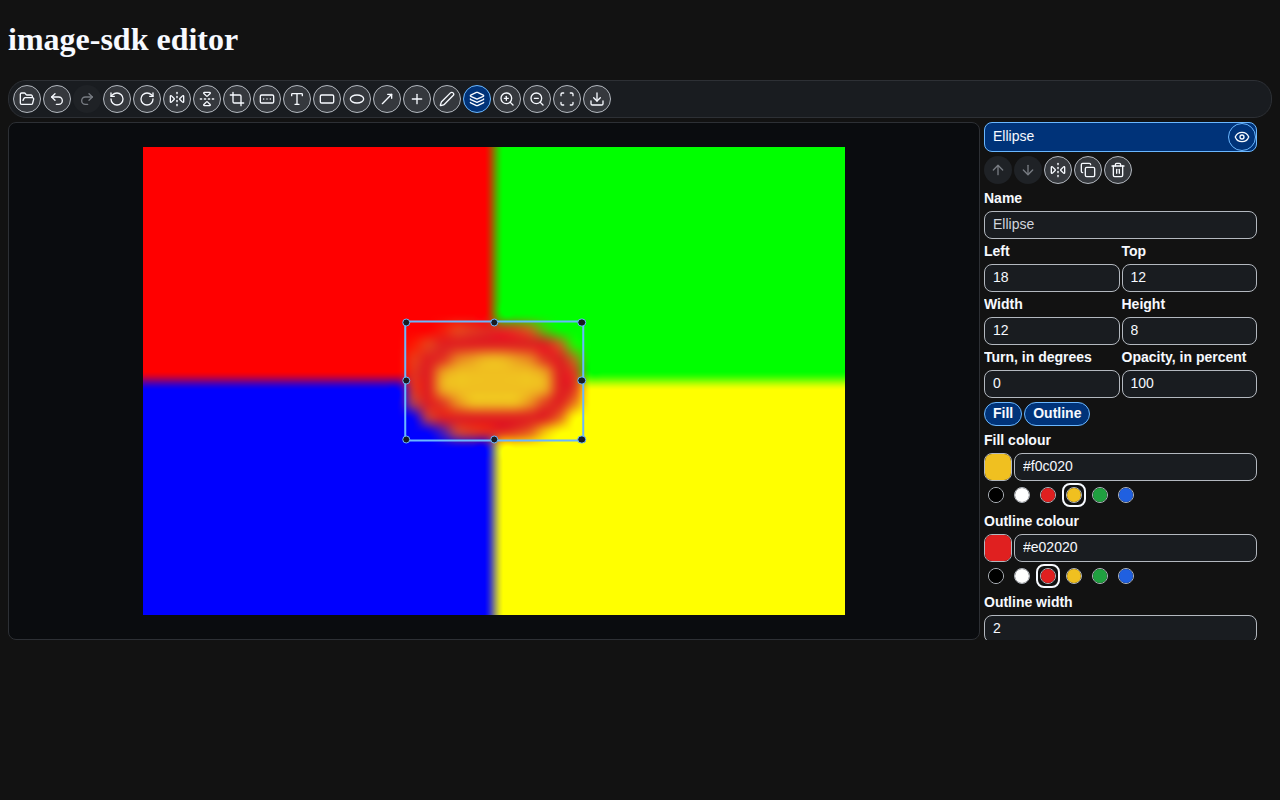 image-sdk editor
Ellipse
Name
Ellipse
Left Top
18 12
Width Height
12 8
Turn, in degrees Opacity, in percent
0 100
Fill Outline
Fill colour
#f0c020
Outline colour
#e02020
Outline width
2